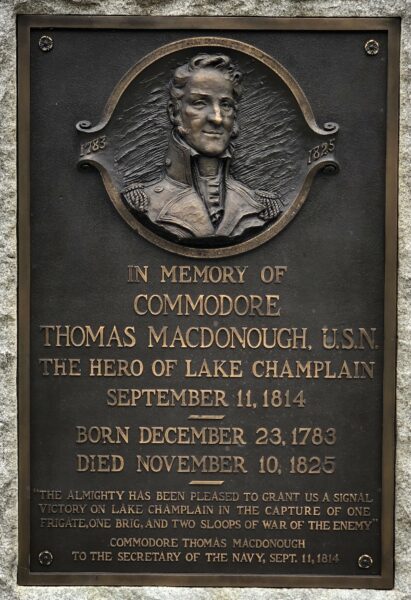 1783 1825
IN MEMORY OF
COMMODORE
THOMAS MACDONOUGH, U.S.N.
THE HERO OF LAKE CHAMPLAIN
SEPTEMBER 11, 1814
BORN DECEMBER 23, 1783
DIED NOVEMBER 10, 1825
"THE ALMIGHTY HAS BEEN PLEASED TO GRANT US A SIGNAL
VICTORY ON LAKE CHAMPLAIN IN THE CAPTURE OF ONE
FRIGATE, ONE BRIG, AND TWO SLOOPS OF WAR OF THE ENEMY"
COMMODORE THOMAS MACDONOUGH
TO THE SECRETARY OF THE NAVY, SEPT. 11, 1814